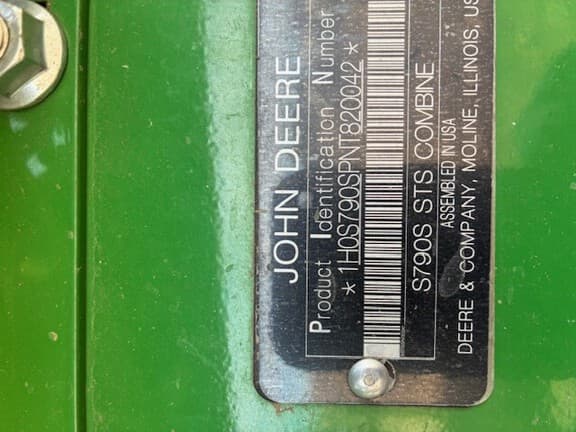 JOHN DEERE
Product Identification Number
*1H0S790SPNT820042*
S790S STS COMBINE
ASSEMBLED IN USA
DEERE & COMPANY, MOLINE, ILLINOIS, US